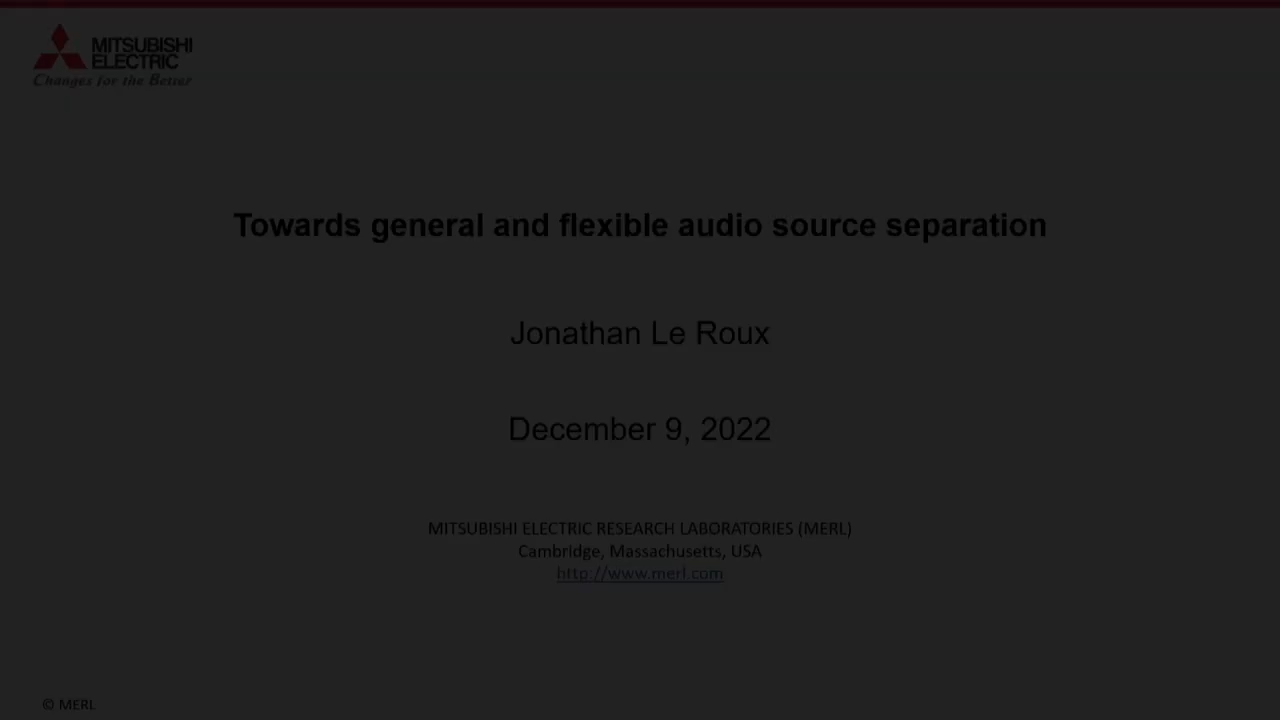 MITSUBISHI
ELECTRIC
Changes for the Better
Towards general and flexible audio source separation
Jonathan Le Roux
December 9, 2022
MITSUBISHI ELECTRIC RESEARCH LABORATORIES (MERL)
Cambridge, Massachusetts, USA
http://www.merl.com
© MERL